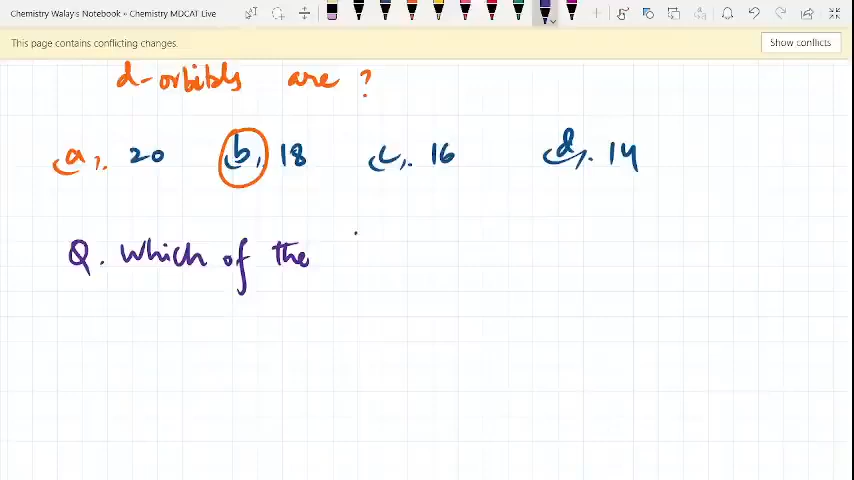 Chemistry Walay's Notebook » Chemistry MDCAT Live
This page contains conflicting changes.
Show conflicts
d-orbitls are ?
a, 20 b, 18 c, 16 d, 14
Q. Which of the